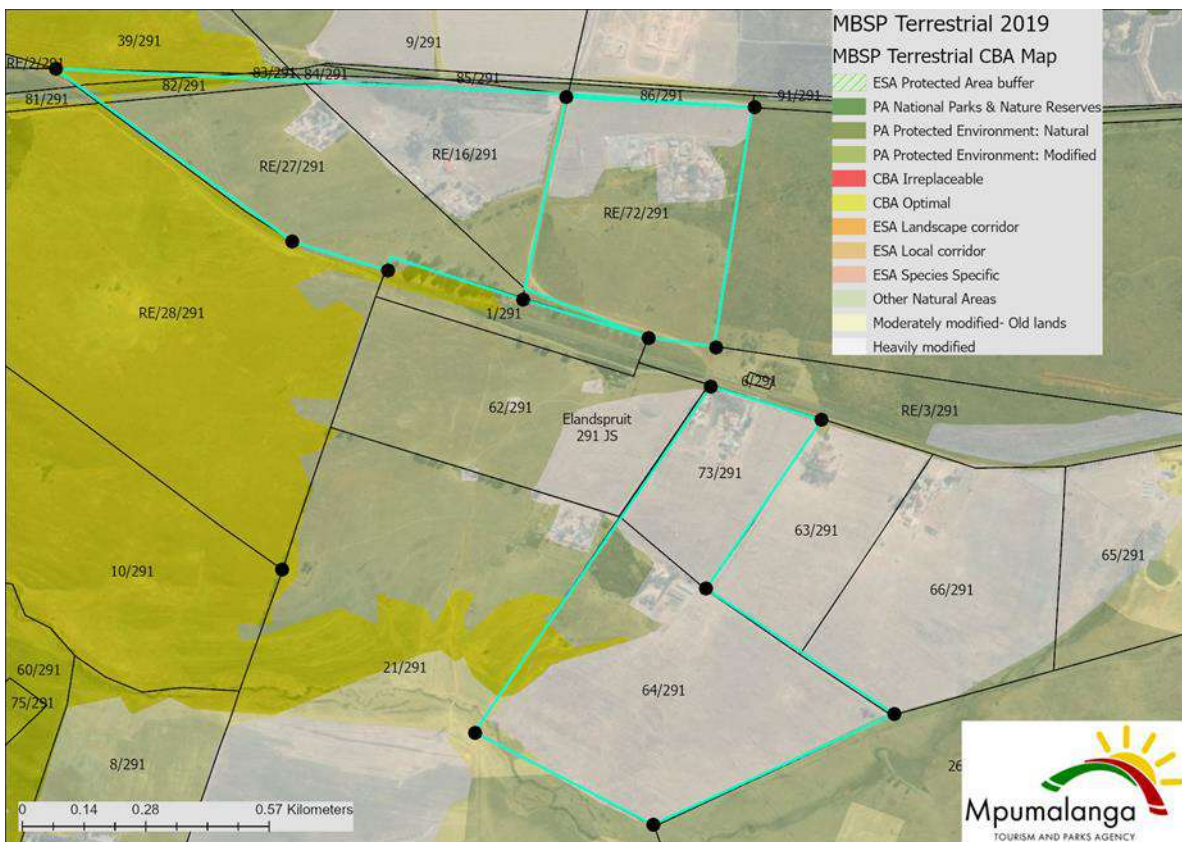 MBSP Terrestrial 2019
MBSP Terrestrial CBA Map
ESA Protected Area buffer
PA National Parks & Nature Reserves
PA Protected Environment: Natural
PA Protected Environment: Modified
CBA Irreplaceable
CBA Optimal
ESA Landscape corridor
ESA Local corridor
ESA Species Specific
Other Natural Areas
Moderately modified- Old lands
Heavily modified
39/291
9/291
RE/2/291
83/291
84/291
85/291
86/291
91/291
81/291
82/291
RE/27/291
RE/16/291
RE/72/291
RE/28/291
1/291
6/291
62/291
Elandspruit
291 JS
RE/3/291
73/291
63/291
65/291
10/291
66/291
60/291
21/291
64/291
75/291
8/291
26
0 0.14 0.28 0.57 Kilometers
Mpumalanga
TOURISM AND PARKS AGENCY